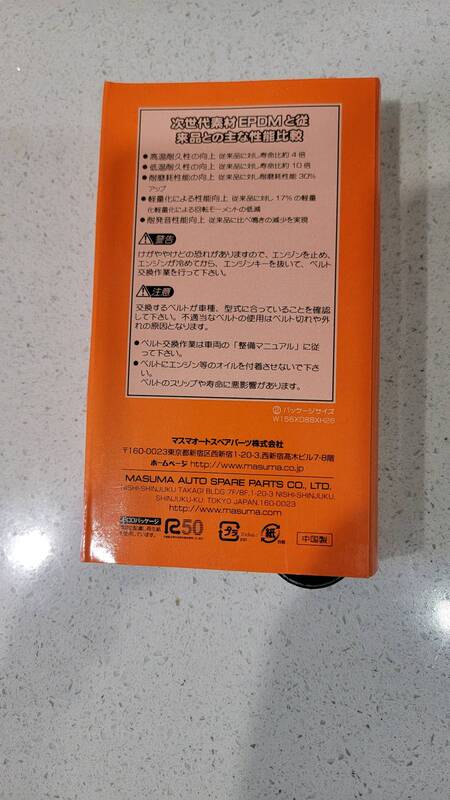 次世代素材EPDMと従
来品との主な性能比較
●高温耐久性の向上 従来品に対し寿命比約4倍
●低温耐久性の向上 従来品に対し寿命比約10倍
●耐磨耗性能の向上 従来品に対し耐磨耗性能30%
アップ
●軽量化による性能向上 従来品に対し17%の軽量
化軽量化による回転モーメントの低減
●耐発音性能向上 従来品に比べ鳴きの減少を実現
警告
けがややけどの恐れがありますので、エンジンを止め、
エンジンが冷めてから、エンジンキーを抜いて、ベルト
交換作業を行って下さい。
注意
交換するベルトが車種、型式に合っていることを確認
して下さい。不適当なベルトの使用はベルト切れや外
れの原因となります。
●ベルト交換作業は車両の「整備マニュアル」に従
って下さい。
●ベルトにエンジン等のオイルを付着させないで下さ
い。
ベルトのスリップや寿命に悪影響があります。
パッケージサイズ
W156XD88XH26
マスマオートスペアパーツ株式会社
〒160-0023東京都新宿区西新宿1-20-3,西新宿高木ビル7-8階
ホームページ http://www.masuma.co.jp
MASUMA AUTO SPARE PARTS CO., LTD.
NISHI-SHINJUKU TAKAGI BLDG 7F/8F,1-20-3 NISHI-SHINJUKU,
SHINJUKU-KU, TOKYO JAPAN,160-0023
http://www.masuma.com
ECOパッケージ
R50
プラ
紙
中国製